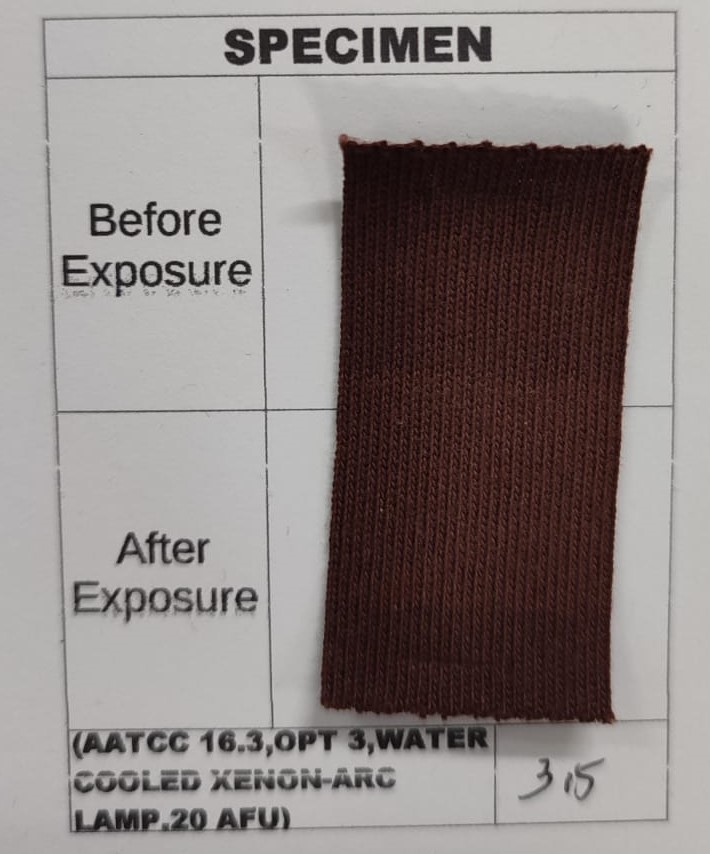 SPECIMEN
Before
Exposure
After
Exposure
(AATCC 16.3,OPT 3,WATER
COOLED XENON-ARC
LAMP.20 AFU)
3.5